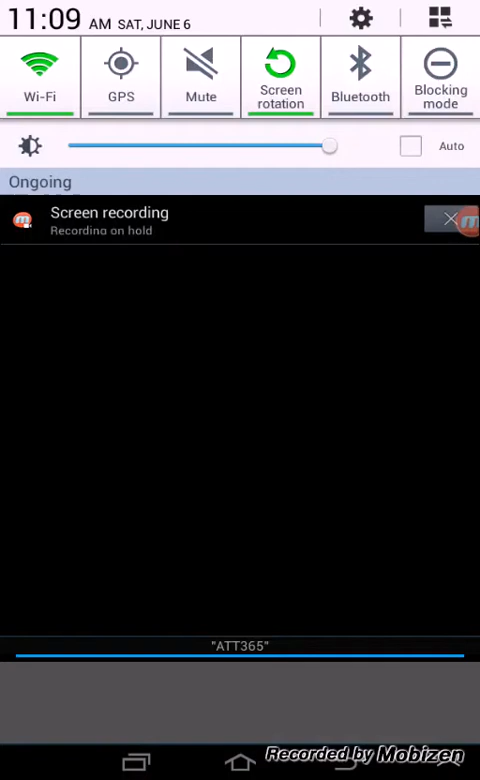 11:09 AM SAT, JUNE 6
Wi-Fi
GPS
Mute
Screen
rotation
Bluetooth
Blocking
mode
Auto
Ongoing
Screen recording
Recording on hold
"ATT365"
Recorded by Mobizen